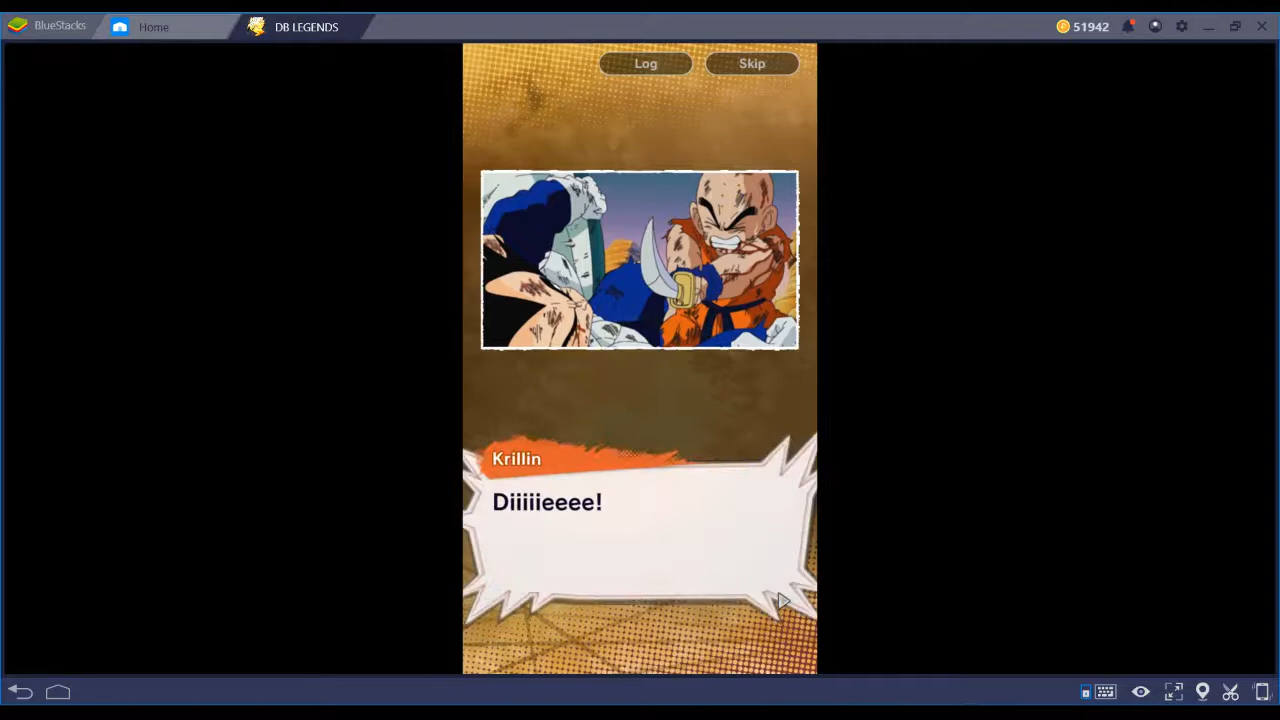 BlueStacks
Home
DB LEGENDS
51942
Log
Skip
Krillin
Diiiiieeee!